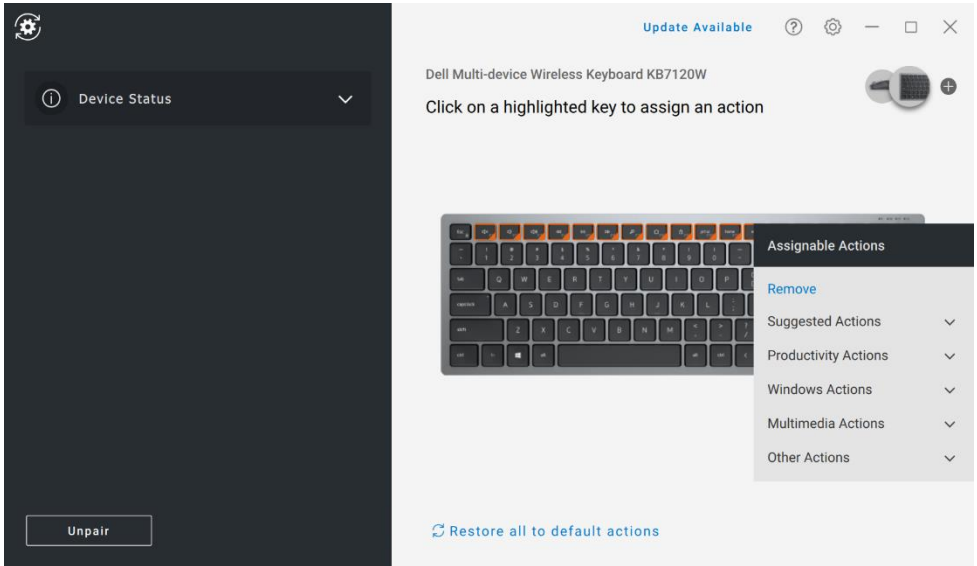 Update Available
Device Status
Dell Multi-device Wireless Keyboard KB7120W
Click on a highlighted key to assign an action
Assignable Actions
Remove
Suggested Actions
Productivity Actions
Windows Actions
Multimedia Actions
Other Actions
Q W E R T Y U I O P
A S D F G H J K L
Z X C V B N M
Unpair
Restore all to default actions